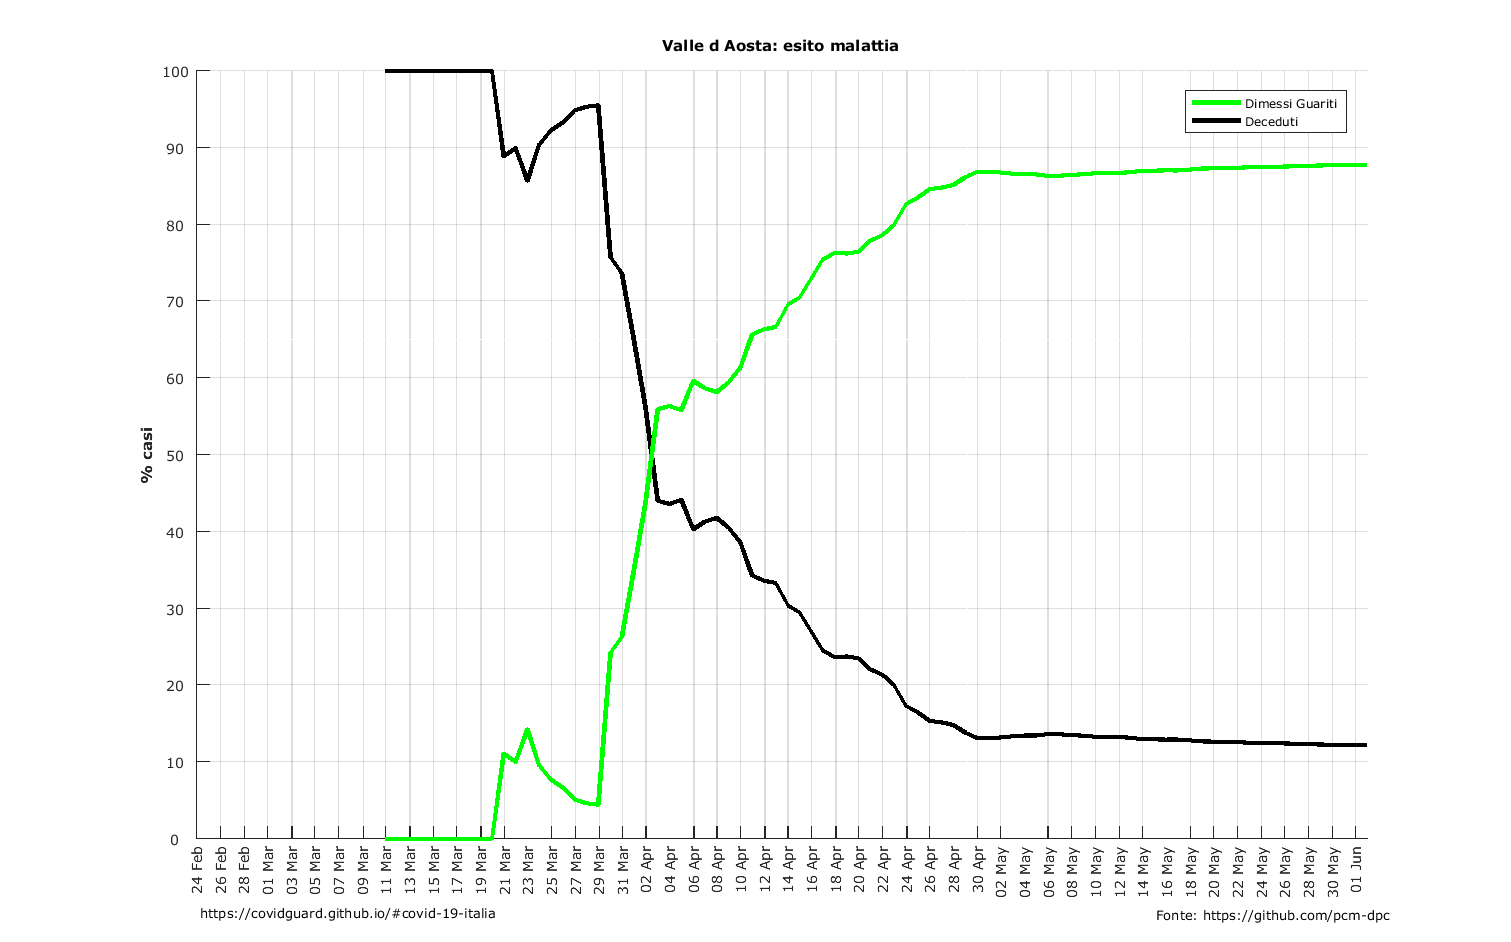 Valle d Aosta: esito malattia
Dimessi Guariti
Deceduti
% casi
100
90
80
70
60
50
40
30
20
10
0
24 Feb
26 Feb
28 Feb
01 Mar
03 Mar
05 Mar
07 Mar
09 Mar
11 Mar
13 Mar
15 Mar
17 Mar
19 Mar
21 Mar
23 Mar
25 Mar
27 Mar
29 Mar
31 Mar
02 Apr
04 Apr
06 Apr
08 Apr
10 Apr
12 Apr
14 Apr
16 Apr
18 Apr
20 Apr
22 Apr
24 Apr
26 Apr
28 Apr
30 Apr
02 May
04 May
06 May
08 May
10 May
12 May
14 May
16 May
18 May
20 May
22 May
24 May
26 May
28 May
30 May
01 Jun
https://covidguard.github.io/#covid-19-italia
Fonte: https://github.com/pcm-dpc